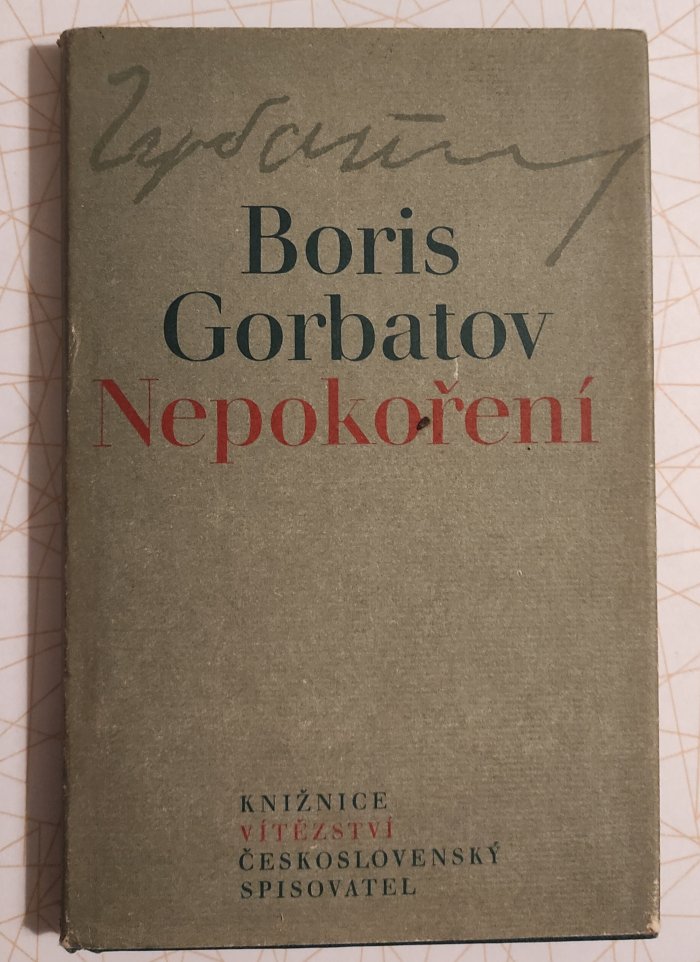 Boris
Gorbatov
Nepokoření
KNIŽNICE
VÍTĚZSTVÍ
ČESKOSLOVENSKÝ
SPISOVATEL